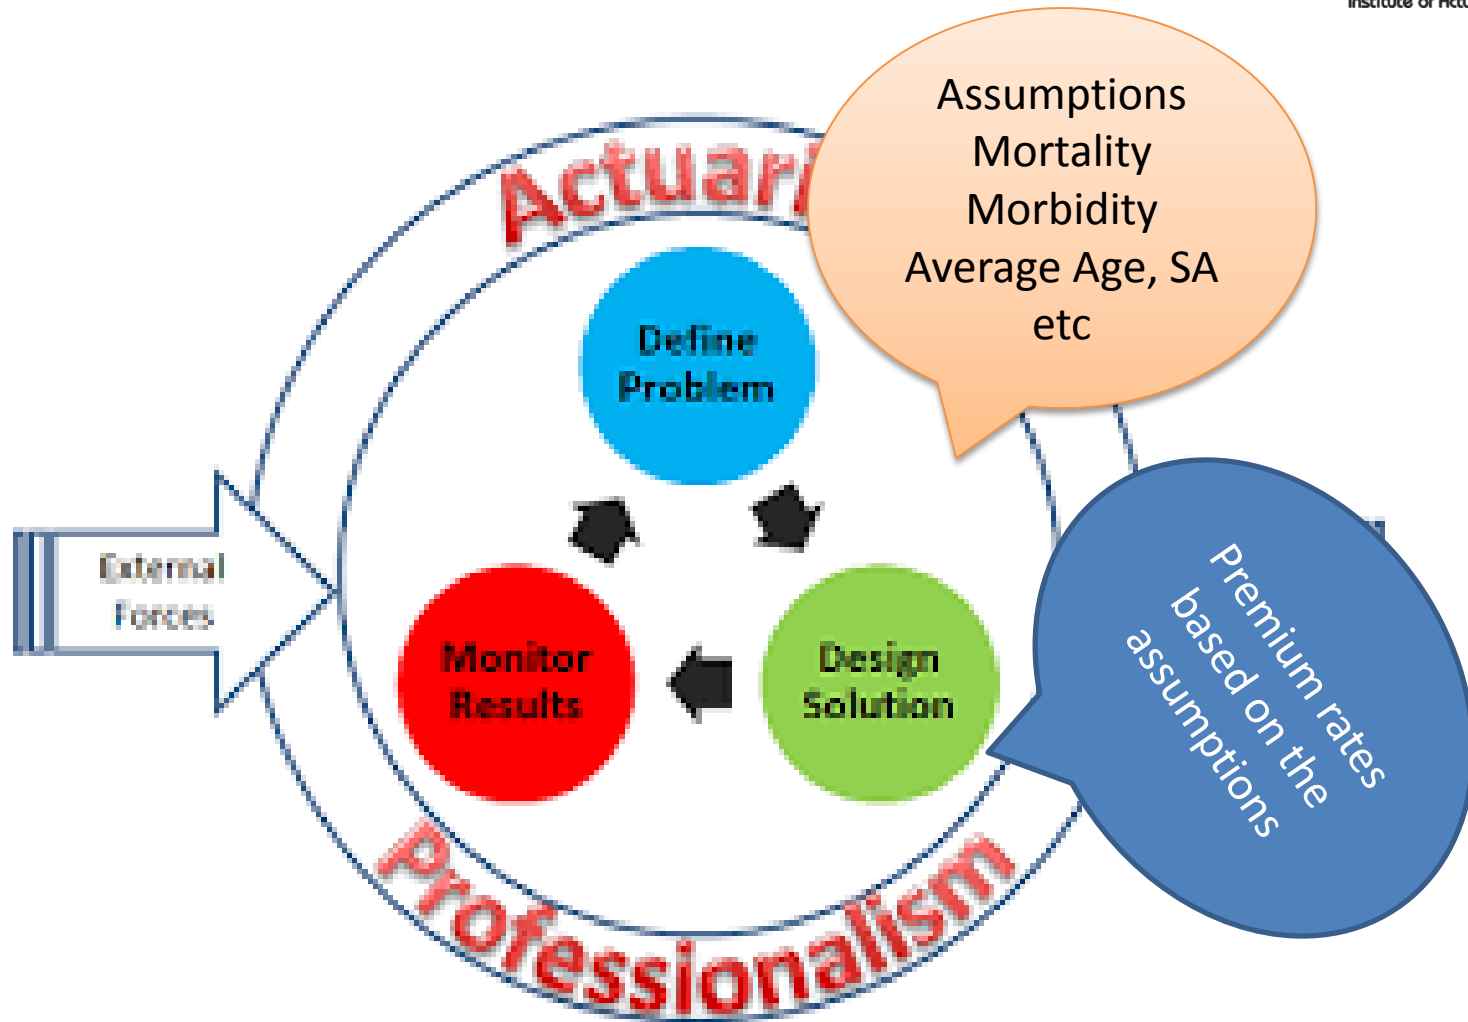 Assumptions
Mortality
Morbidity
Average Age, SA
etc
Define
Problem
External
Forces
Monitor
Results
Design
Solution
Premium rates
based on the
assumptions
Professionalism